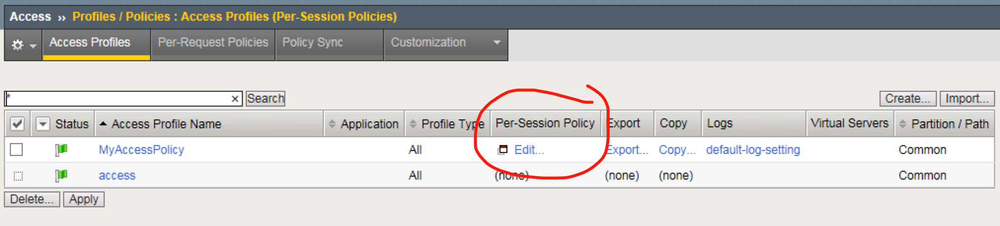 Access ›› Profiles / Policies : Access Profiles (Per-Session Policies)
Access Profiles Per-Request Policies Policy Sync Customization
* × Search Create... Import...
Status Access Profile Name Application Profile Type Per-Session Policy Export Copy Logs Virtual Servers Partition / Path
MyAccessPolicy All Edit... Export... Copy... default-log-setting Common
access All (none) (none) (none) Common
Delete... Apply